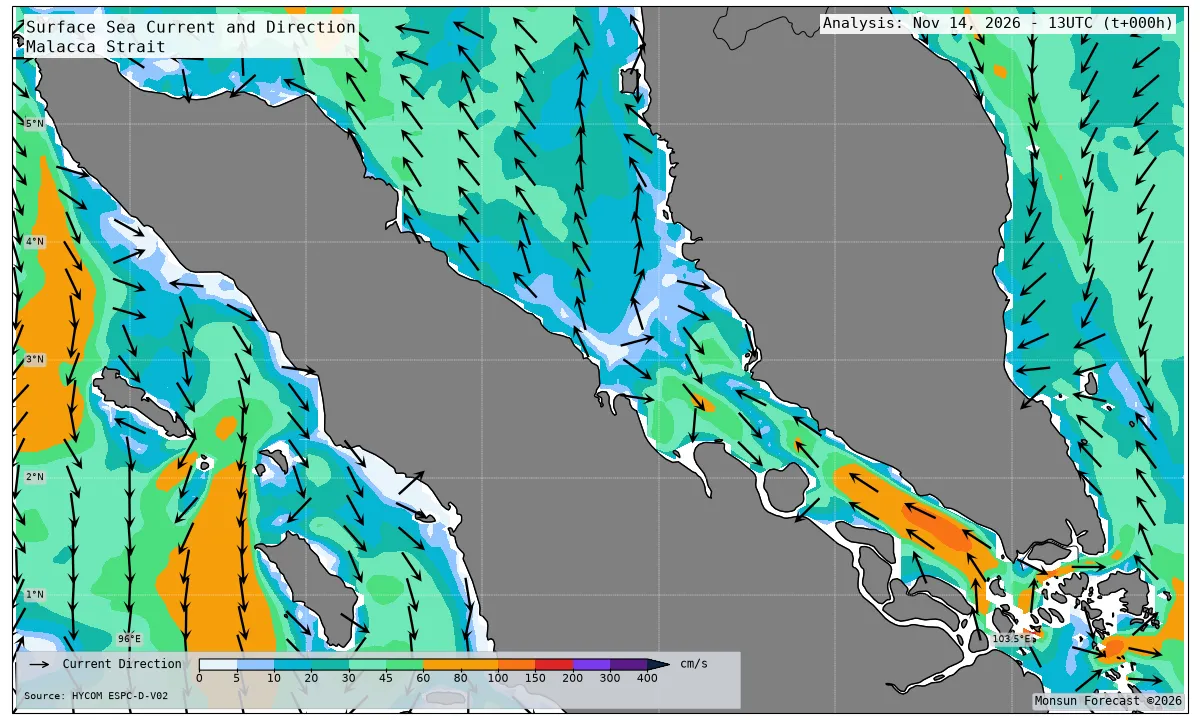 Surface Sea Current and Direction
Malacca Strait
Analysis: Nov 14, 2026 - 13UTC (t+000h)
5°N
4°N
3°N
2°N
1°N
96°E
103.5°E
Current Direction
0 5 10 20 30 45 60 80 100 150 200 300 400
cm/s
Source: HYCOM ESPC-D-V02
Monsun Forecast ©2026